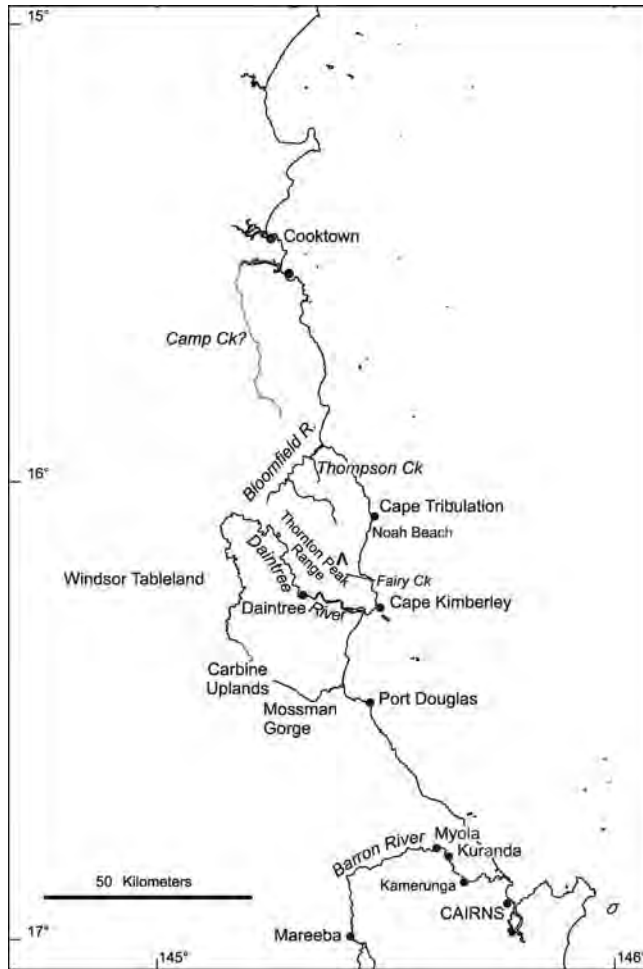 15°
Cooktown
Camp Ck?
Bloomfield R.
16°
Thompson Ck
Cape Tribulation
Noah Beach
Thornton Peak
Range
Daintree
River
Windsor Tableland
Fairy Ck
Daintree
Cape Kimberley
Carbine
Uplands
Mossman
Gorge
Port Douglas
Barron River
Myola
Kuranda
50 Kilometers
Kamerunga
CAIRNS
Mareeba
17°
145°
146°